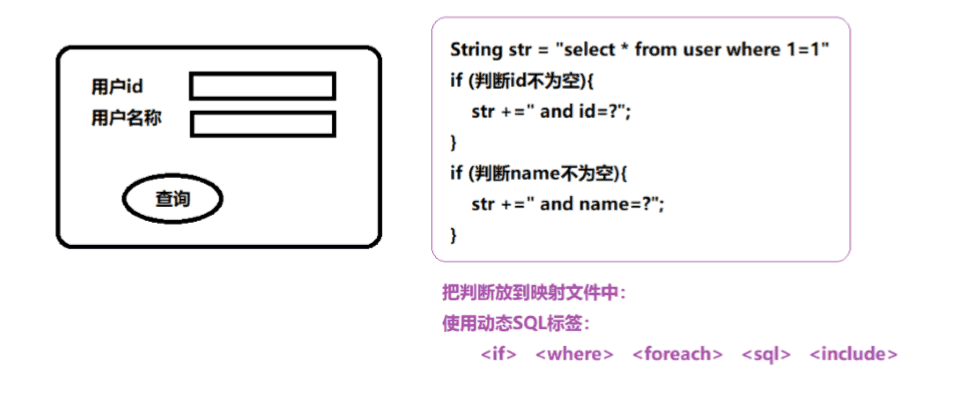 用户id
用户名称
查询
String str = "select * from user where 1=1"
if (判断id不为空){
str +=" and id=?";
}
if (判断name不为空){
str +=" and name=?";
}
把判断放到映射文件中：
使用动态SQL标签：
<if> <where> <foreach> <sql> <include>